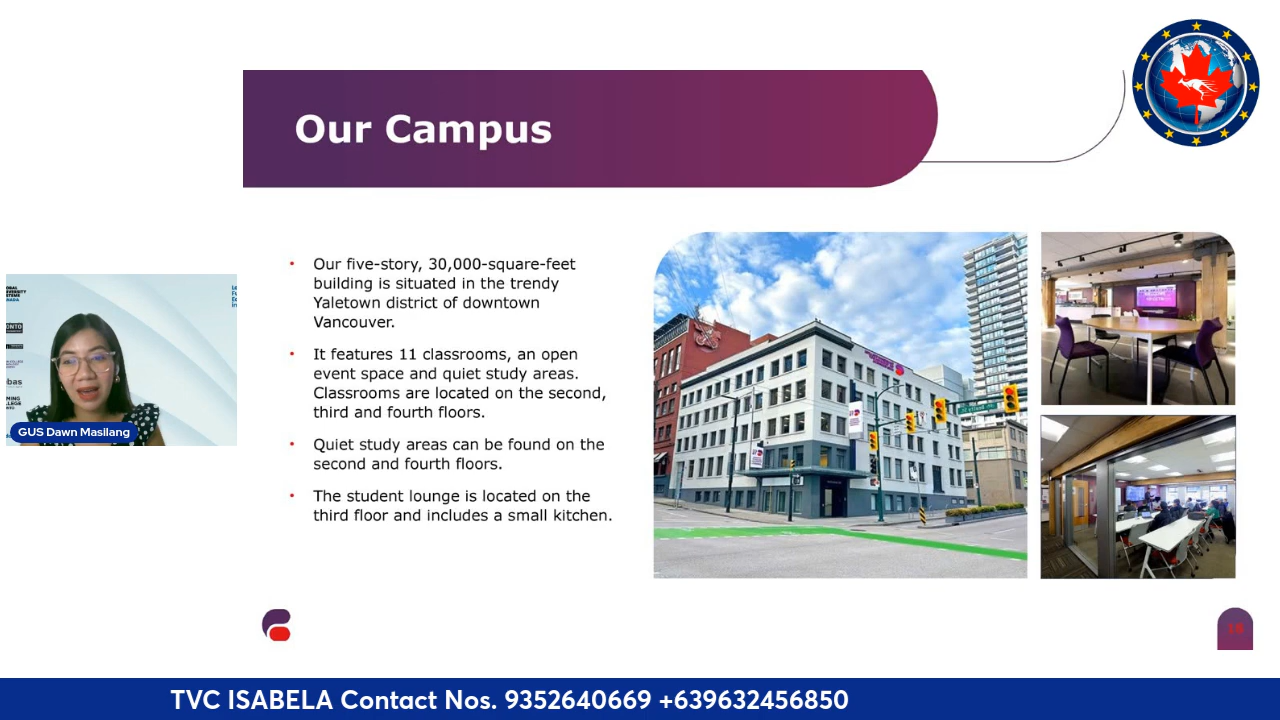 Our Campus
Our five-story, 30,000-square-feet
building is situated in the trendy
Yaletown district of downtown
Vancouver.
It features 11 classrooms, an open
event space and quiet study areas.
Classrooms are located on the second,
third and fourth floors.
Quiet study areas can be found on the
second and fourth floors.
The student lounge is located on the
third floor and includes a small kitchen.
GUS Dawn Masilang
TVC ISABELA Contact Nos. 9352640669 +639632456850